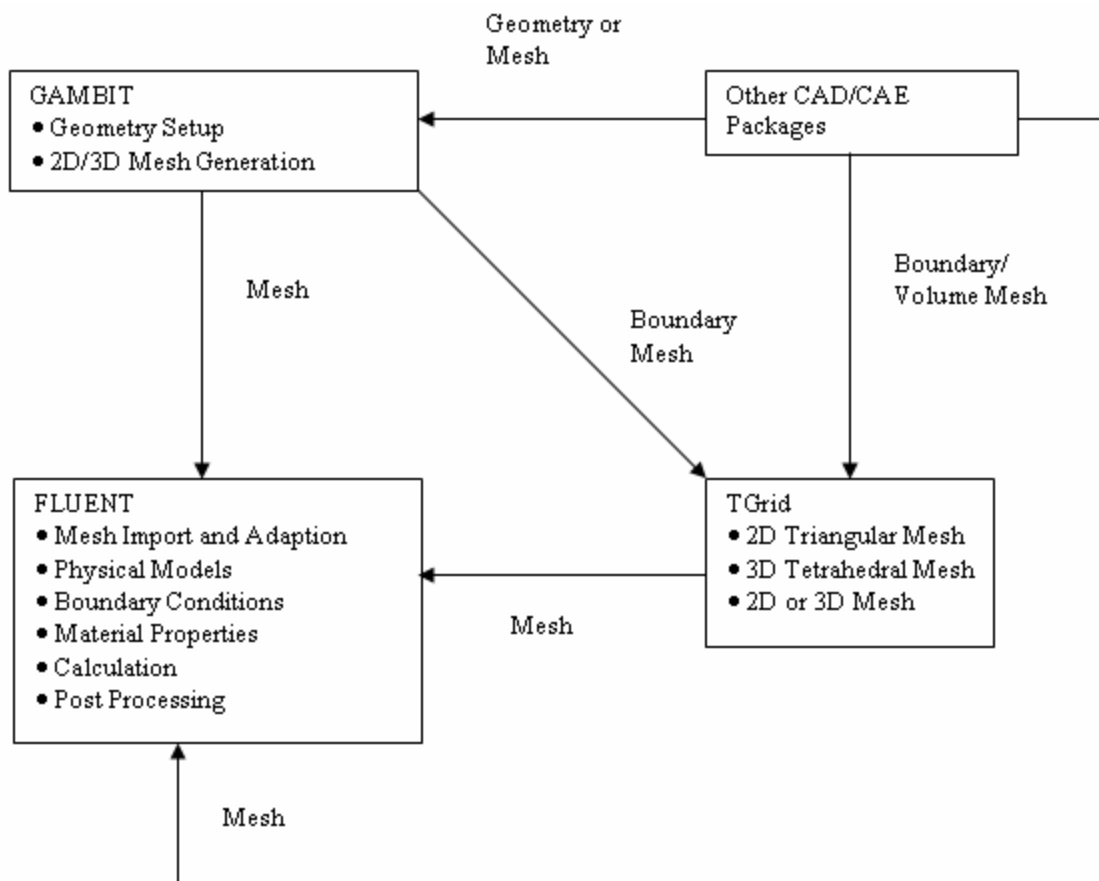 Geometry or
Mesh
GAMBIT
• Geometry Setup
• 2D/3D Mesh Generation
Other CAD/CAE
Packages
Mesh
Boundary
Mesh
Boundary/
Volume Mesh
FLUENT
• Mesh Import and Adaption
• Physical Models
• Boundary Conditions
• Material Properties
• Calculation
• Post Processing
TGrid
• 2D Triangular Mesh
• 3D Tetrahedral Mesh
• 2D or 3D Mesh
Mesh
Mesh